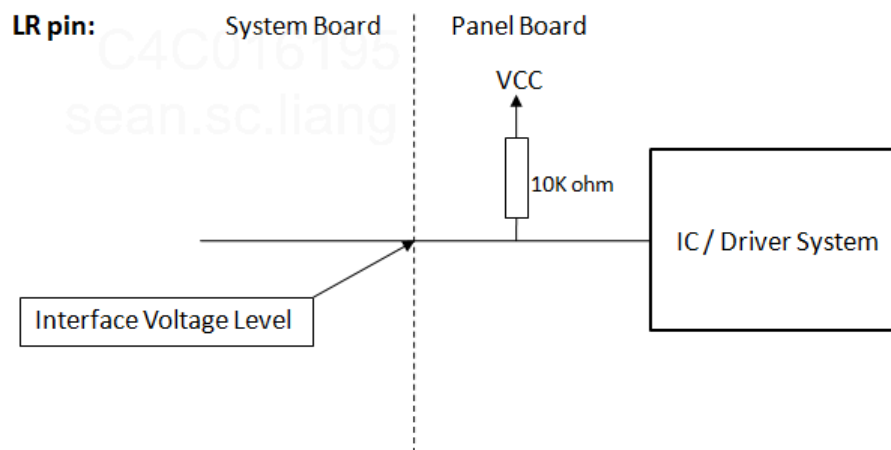 LR pin:
System Board
Panel Board
C4C016195
sean.sc.liang
VCC
10K ohm
IC / Driver System
Interface Voltage Level